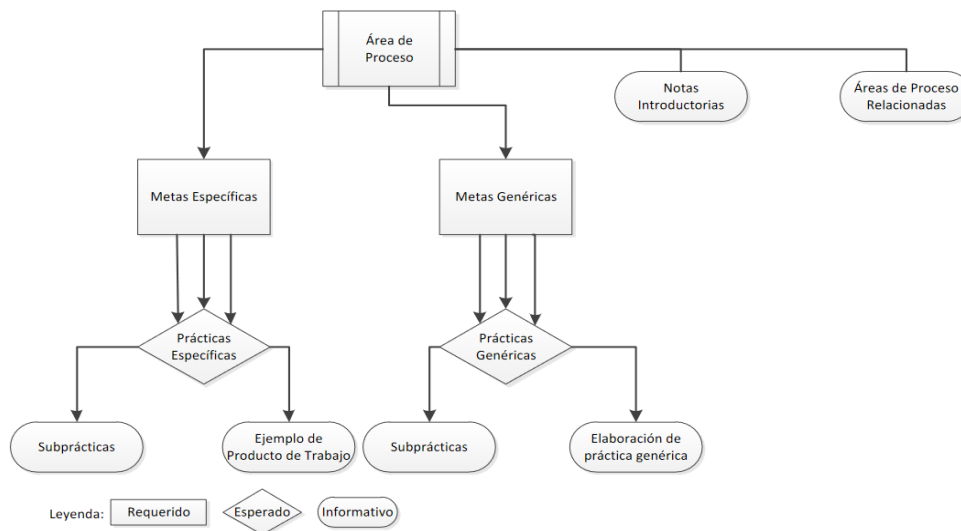 Área de
Proceso
Notas
Introductorias
Áreas de Proceso
Relacionadas
Metas Específicas
Metas Genéricas
Prácticas
Específicas
Prácticas
Genéricas
Subprácticas
Ejemplo de
Producto de Trabajo
Subprácticas
Elaboración de
práctica genérica
Leyenda:
Requerido
Esperado
Informativo